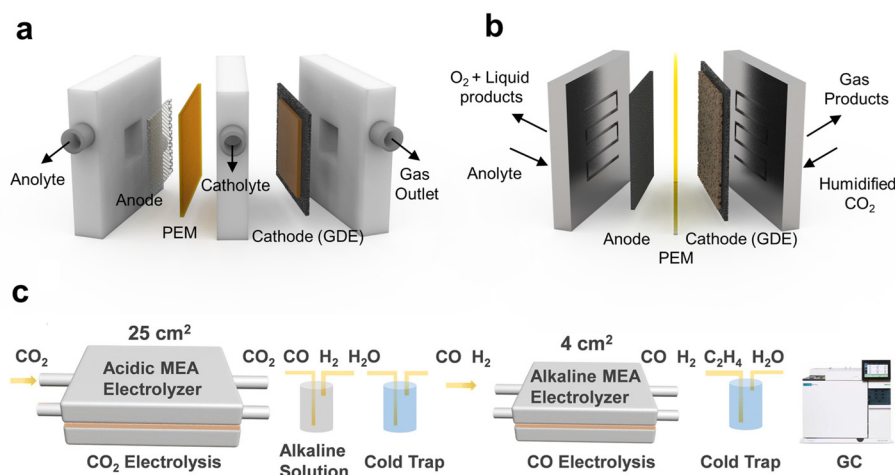 a
Anolyte
Anode
PEM
Catholyte
Cathode (GDE)
Gas
Outlet
b
O₂ + Liquid
products
Anolyte
Anode
PEM
Cathode (GDE)
Gas
Products
Humidified
CO₂
c
25 cm²
CO₂
Acidic MEA
Electrolyzer
CO₂ Electrolysis
CO₂ CO H₂ H₂O
Alkaline
Solution
Cold Trap
CO H₂
4 cm²
Alkaline MEA
Electrolyzer
CO Electrolysis
CO H₂ C₂H₄ H₂O
Cold Trap
GC